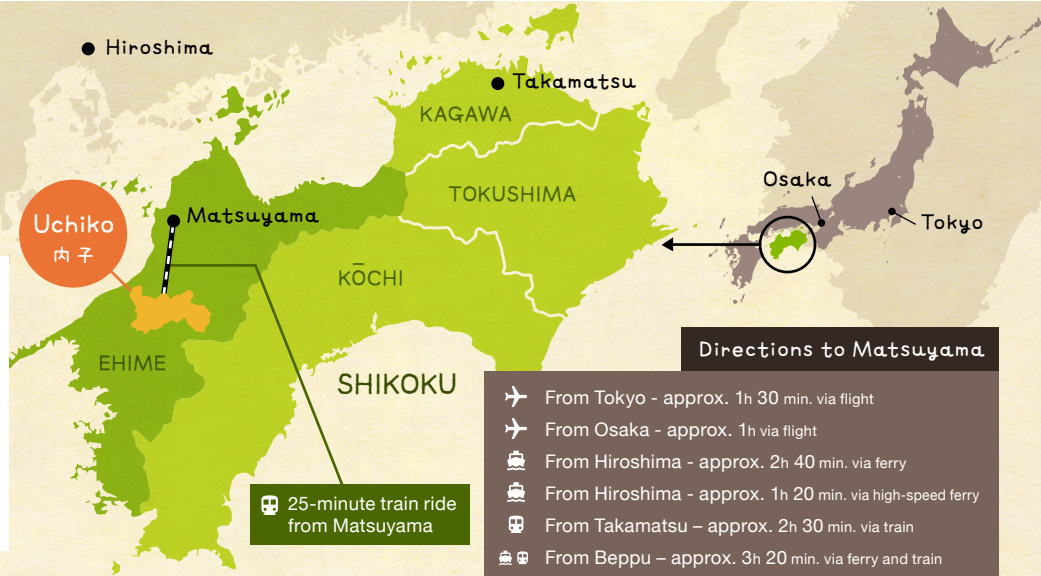 Hiroshima
Takamatsu
KAGAWA
TOKUSHIMA
Uchiko
内子
Matsuyama
KŌCHI
EHIME
SHIKOKU
25-minute train ride
from Matsuyama
Osaka
Tokyo
Directions to Matsuyama
From Tokyo - approx. 1h 30 min. via flight
From Osaka - approx. 1h via flight
From Hiroshima - approx. 2h 40 min. via ferry
From Hiroshima - approx. 1h 20 min. via high-speed ferry
From Takamatsu – approx. 2h 30 min. via train
From Beppu – approx. 3h 20 min. via ferry and train